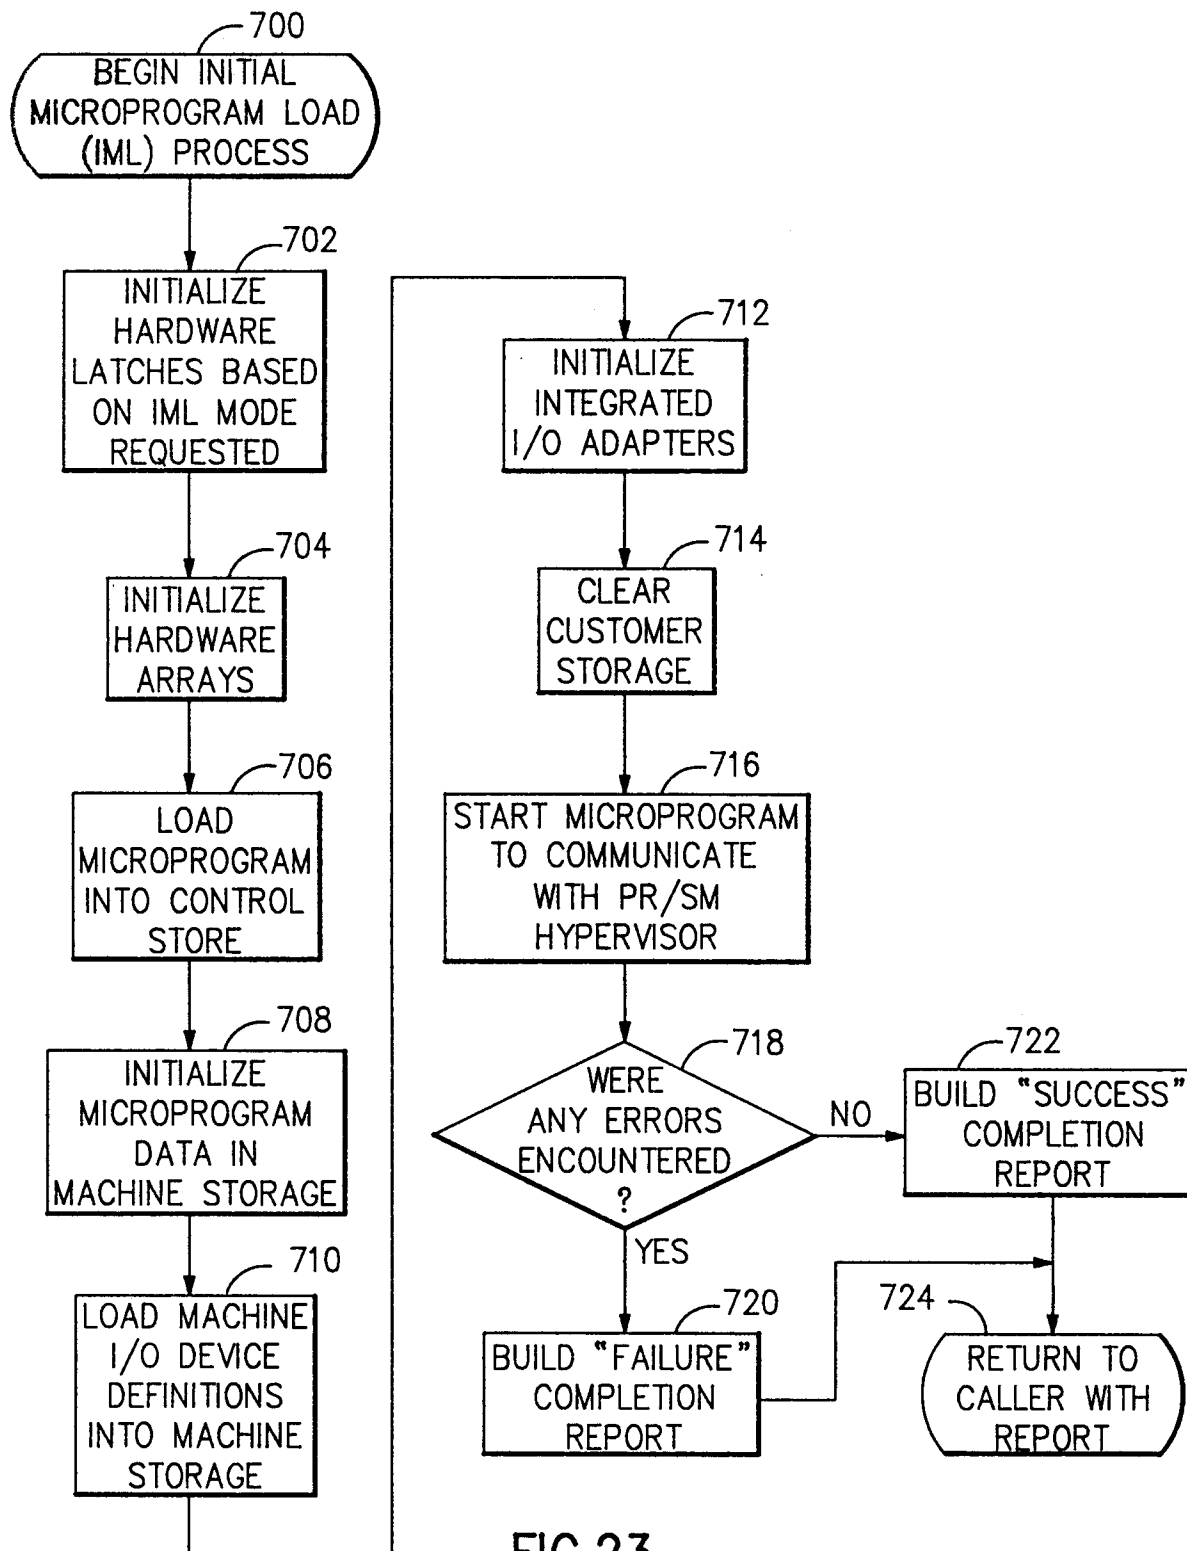 700
BEGIN INITIAL
MICROPROGRAM LOAD
(IML) PROCESS
702
INITIALIZE
HARDWARE
LATCHES BASED
ON IML MODE
REQUESTED
704
INITIALIZE
HARDWARE
ARRAYS
706
LOAD
MICROPROGRAM
INTO CONTROL
STORE
708
INITIALIZE
MICROPROGRAM
DATA IN
MACHINE STORAGE
710
LOAD MACHINE
I/O DEVICE
DEFINITIONS
INTO MACHINE
STORAGE
712
INITIALIZE
INTEGRATED
I/O ADAPTERS
714
CLEAR
CUSTOMER
STORAGE
716
START MICROPROGRAM
TO COMMUNICATE
WITH PR/SM
HYPERVISOR
718
WERE
ANY ERRORS
ENCOUNTERED
?
NO
YES
720
BUILD "FAILURE"
COMPLETION
REPORT
722
BUILD "SUCCESS"
COMPLETION
REPORT
724
RETURN TO
CALLER WITH
REPORT
FIG.23